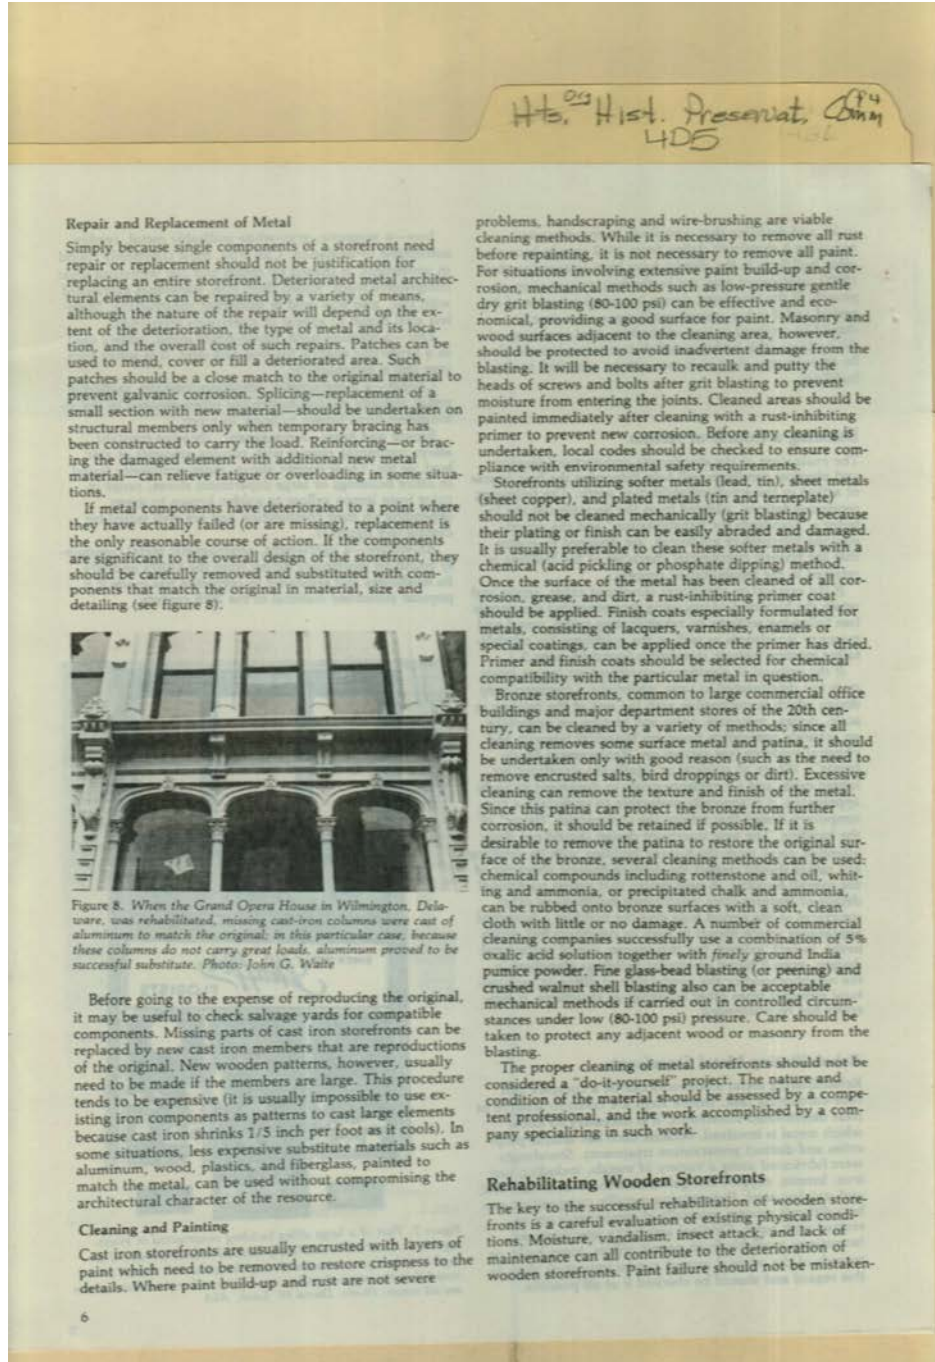 Hts. Org Hist. Preservat. Comm
4D5
Repair and Replacement of Metal
Simply because single components of a storefront need
repair or replacement should not be justification for
replacing an entire storefront. Deteriorated metal architec-
tural elements can be repaired by a variety of means,
although the nature of the repair will depend on the ex-
tent of the deterioration, the type of metal and its loca-
tion, and the overall cost of such repairs. Patches can be
used to mend, cover or fill a deteriorated area. Such
patches should be a close match to the original material to
prevent galvanic corrosion. Splicing—replacement of a
small section with new material—should be undertaken on
structural members only when temporary bracing has
been constructed to carry the load. Reinforcing—or brac-
ing the damaged element with additional new metal
material—can relieve fatigue or overloading in some situa-
tions.
If metal components have deteriorated to a point where
they have actually failed (or are missing), replacement is
the only reasonable course of action. If the components
are significant to the overall design of the storefront, they
should be carefully removed and substituted with com-
ponents that match the original in material, size and
detailing (see figure 8).
Figure 8. When the Grand Opera House in Wilmington, Dela-
ware, was rehabilitated, missing cast-iron columns were cast of
aluminum to match the original; in this particular case, because
these columns do not carry great loads, aluminum proved to be
successful substitute. Photo: John G. Waite
Before going to the expense of reproducing the original,
it may be useful to check salvage yards for compatible
components. Missing parts of cast iron storefronts can be
replaced by new cast iron members that are reproductions
of the original. New wooden patterns, however, usually
need to be made if the members are large. This procedure
tends to be expensive (it is usually impossible to use ex-
isting iron components as patterns to cast large elements
because cast iron shrinks 1/5 inch per foot as it cools). In
some situations, less expensive substitute materials such as
aluminum, wood, plastics, and fiberglass, painted to
match the metal, can be used without compromising the
architectural character of the resource.
Cleaning and Painting
Cast iron storefronts are usually encrusted with layers of
paint which need to be removed to restore crispness to the
details. Where paint build-up and rust are not severe
6
problems, handscraping and wire-brushing are viable
cleaning methods. While it is necessary to remove all rust
before repainting, it is not necessary to remove all paint.
For situations involving extensive paint build-up and cor-
rosion, mechanical methods such as low-pressure gentle
dry grit blasting (80-100 psi) can be effective and eco-
nomical, providing a good surface for paint. Masonry and
wood surfaces adjacent to the cleaning area, however,
should be protected to avoid inadvertent damage from the
blasting. It will be necessary to recaulk and putty the
heads of screws and bolts after grit blasting to prevent
moisture from entering the joints. Cleaned areas should be
painted immediately after cleaning with a rust-inhibiting
primer to prevent new corrosion. Before any cleaning is
undertaken, local codes should be checked to ensure com-
pliance with environmental safety requirements.
Storefronts utilizing softer metals (lead, tin), sheet metals
(sheet copper), and plated metals (tin and terneplate)
should not be cleaned mechanically (grit blasting) because
their plating or finish can be easily abraded and damaged.
It is usually preferable to clean these softer metals with a
chemical (acid pickling or phosphate dipping) method.
Once the surface of the metal has been cleaned of all cor-
rosion, grease, and dirt, a rust-inhibiting primer coat
should be applied. Finish coats especially formulated for
metals, consisting of lacquers, varnishes, enamels or
special coatings, can be applied once the primer has dried.
Primer and finish coats should be selected for chemical
compatibility with the particular metal in question.
Bronze storefronts, common to large commercial office
buildings and major department stores of the 20th cen-
tury, can be cleaned by a variety of methods; since all
cleaning removes some surface metal and patina, it should
be undertaken only with good reason (such as the need to
remove encrusted salts, bird droppings or dirt). Excessive
cleaning can remove the texture and finish of the metal.
Since this patina can protect the bronze from further
corrosion, it should be retained if possible. If it is
desirable to remove the patina to restore the original sur-
face of the bronze, several cleaning methods can be used:
chemical compounds including rottenstone and oil, whit-
ing and ammonia, or precipitated chalk and ammonia,
can be rubbed onto bronze surfaces with a soft, clean
cloth with little or no damage. A number of commercial
cleaning companies successfully use a combination of 5%
oxalic acid solution together with finely ground India
pumice powder. Fine glass-bead blasting (or peening) and
crushed walnut shell blasting also can be acceptable
mechanical methods if carried out in controlled circum-
stances under low (80-100 psi) pressure. Care should be
taken to protect any adjacent wood or masonry from the
blasting.
The proper cleaning of metal storefronts should not be
considered a "do-it-yourself" project. The nature and
condition of the material should be assessed by a compe-
tent professional, and the work accomplished by a com-
pany specializing in such work.
Rehabilitating Wooden Storefronts
The key to the successful rehabilitation of wooden store-
fronts is a careful evaluation of existing physical condi-
tions. Moisture, vandalism, insect attack, and lack of
maintenance can all contribute to the deterioration of
wooden storefronts. Paint failure should not be mistaken-